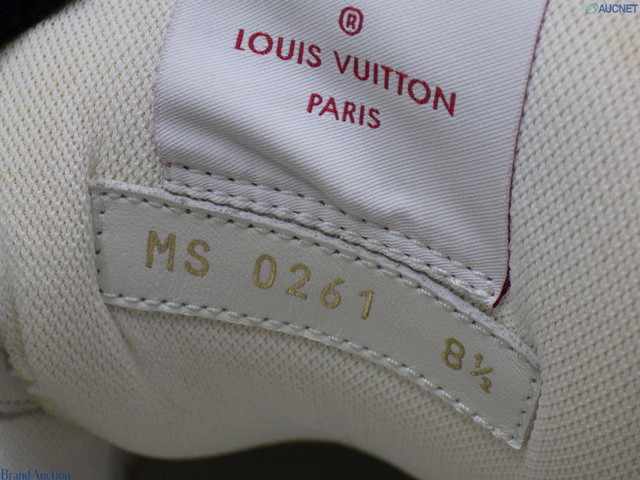 AUCNET
®
LOUIS VUITTON
PARIS
MS 0261 8½
Brand Auction